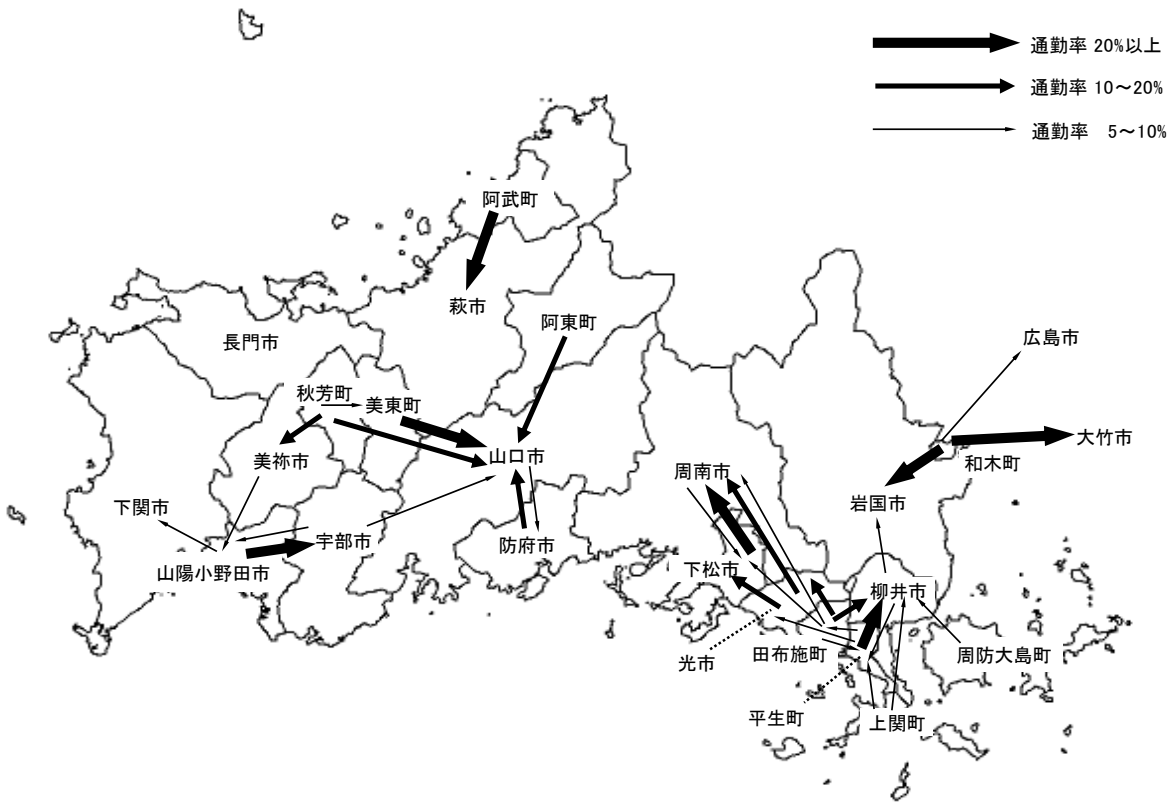 通勤率 20%以上
通勤率 10～20%
通勤率 5～10%
阿武町
萩市
阿東町
長門市
広島市
秋芳町
美東町
大竹市
山口市
美祢市
和木町
周南市
岩国市
下関市
宇部市
防府市
山陽小野田市
下松市
柳井市
光市
田布施町
周防大島町
平生町
上関町